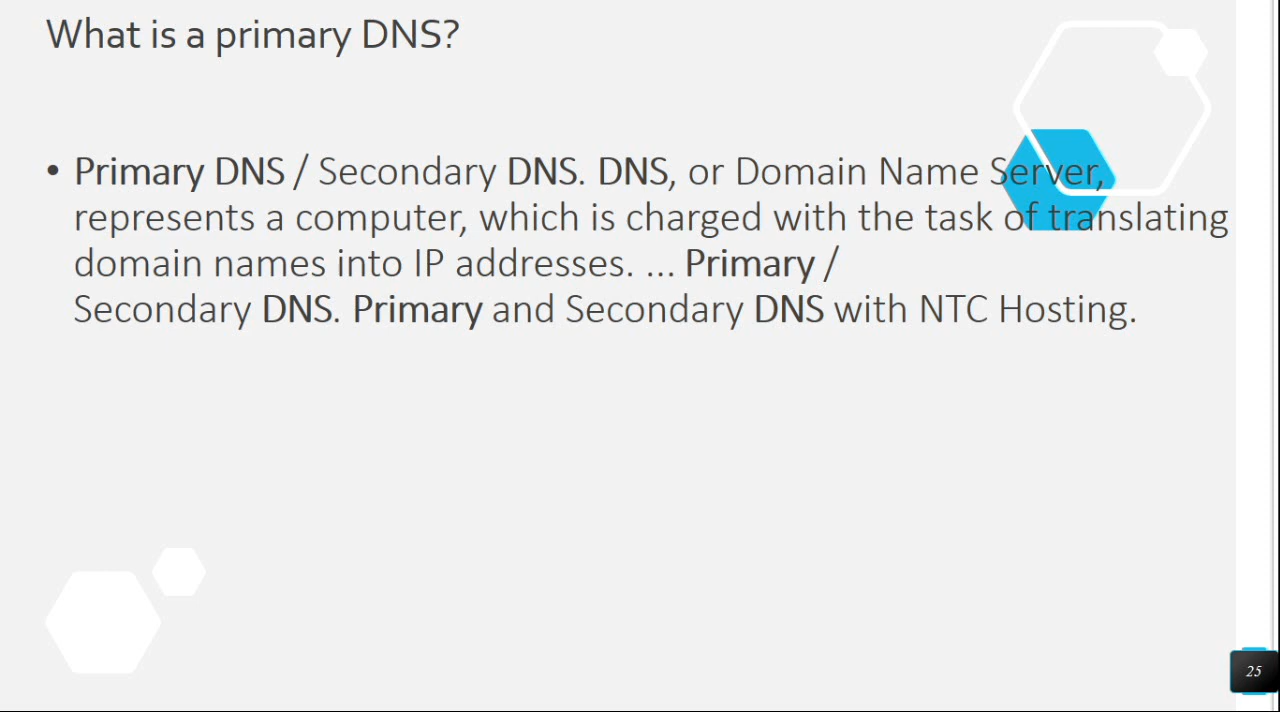 What is a primary DNS?
• Primary DNS / Secondary DNS. DNS, or Domain Name Server,
represents a computer, which is charged with the task of translating
domain names into IP addresses. ... Primary /
Secondary DNS. Primary and Secondary DNS with NTC Hosting.
25